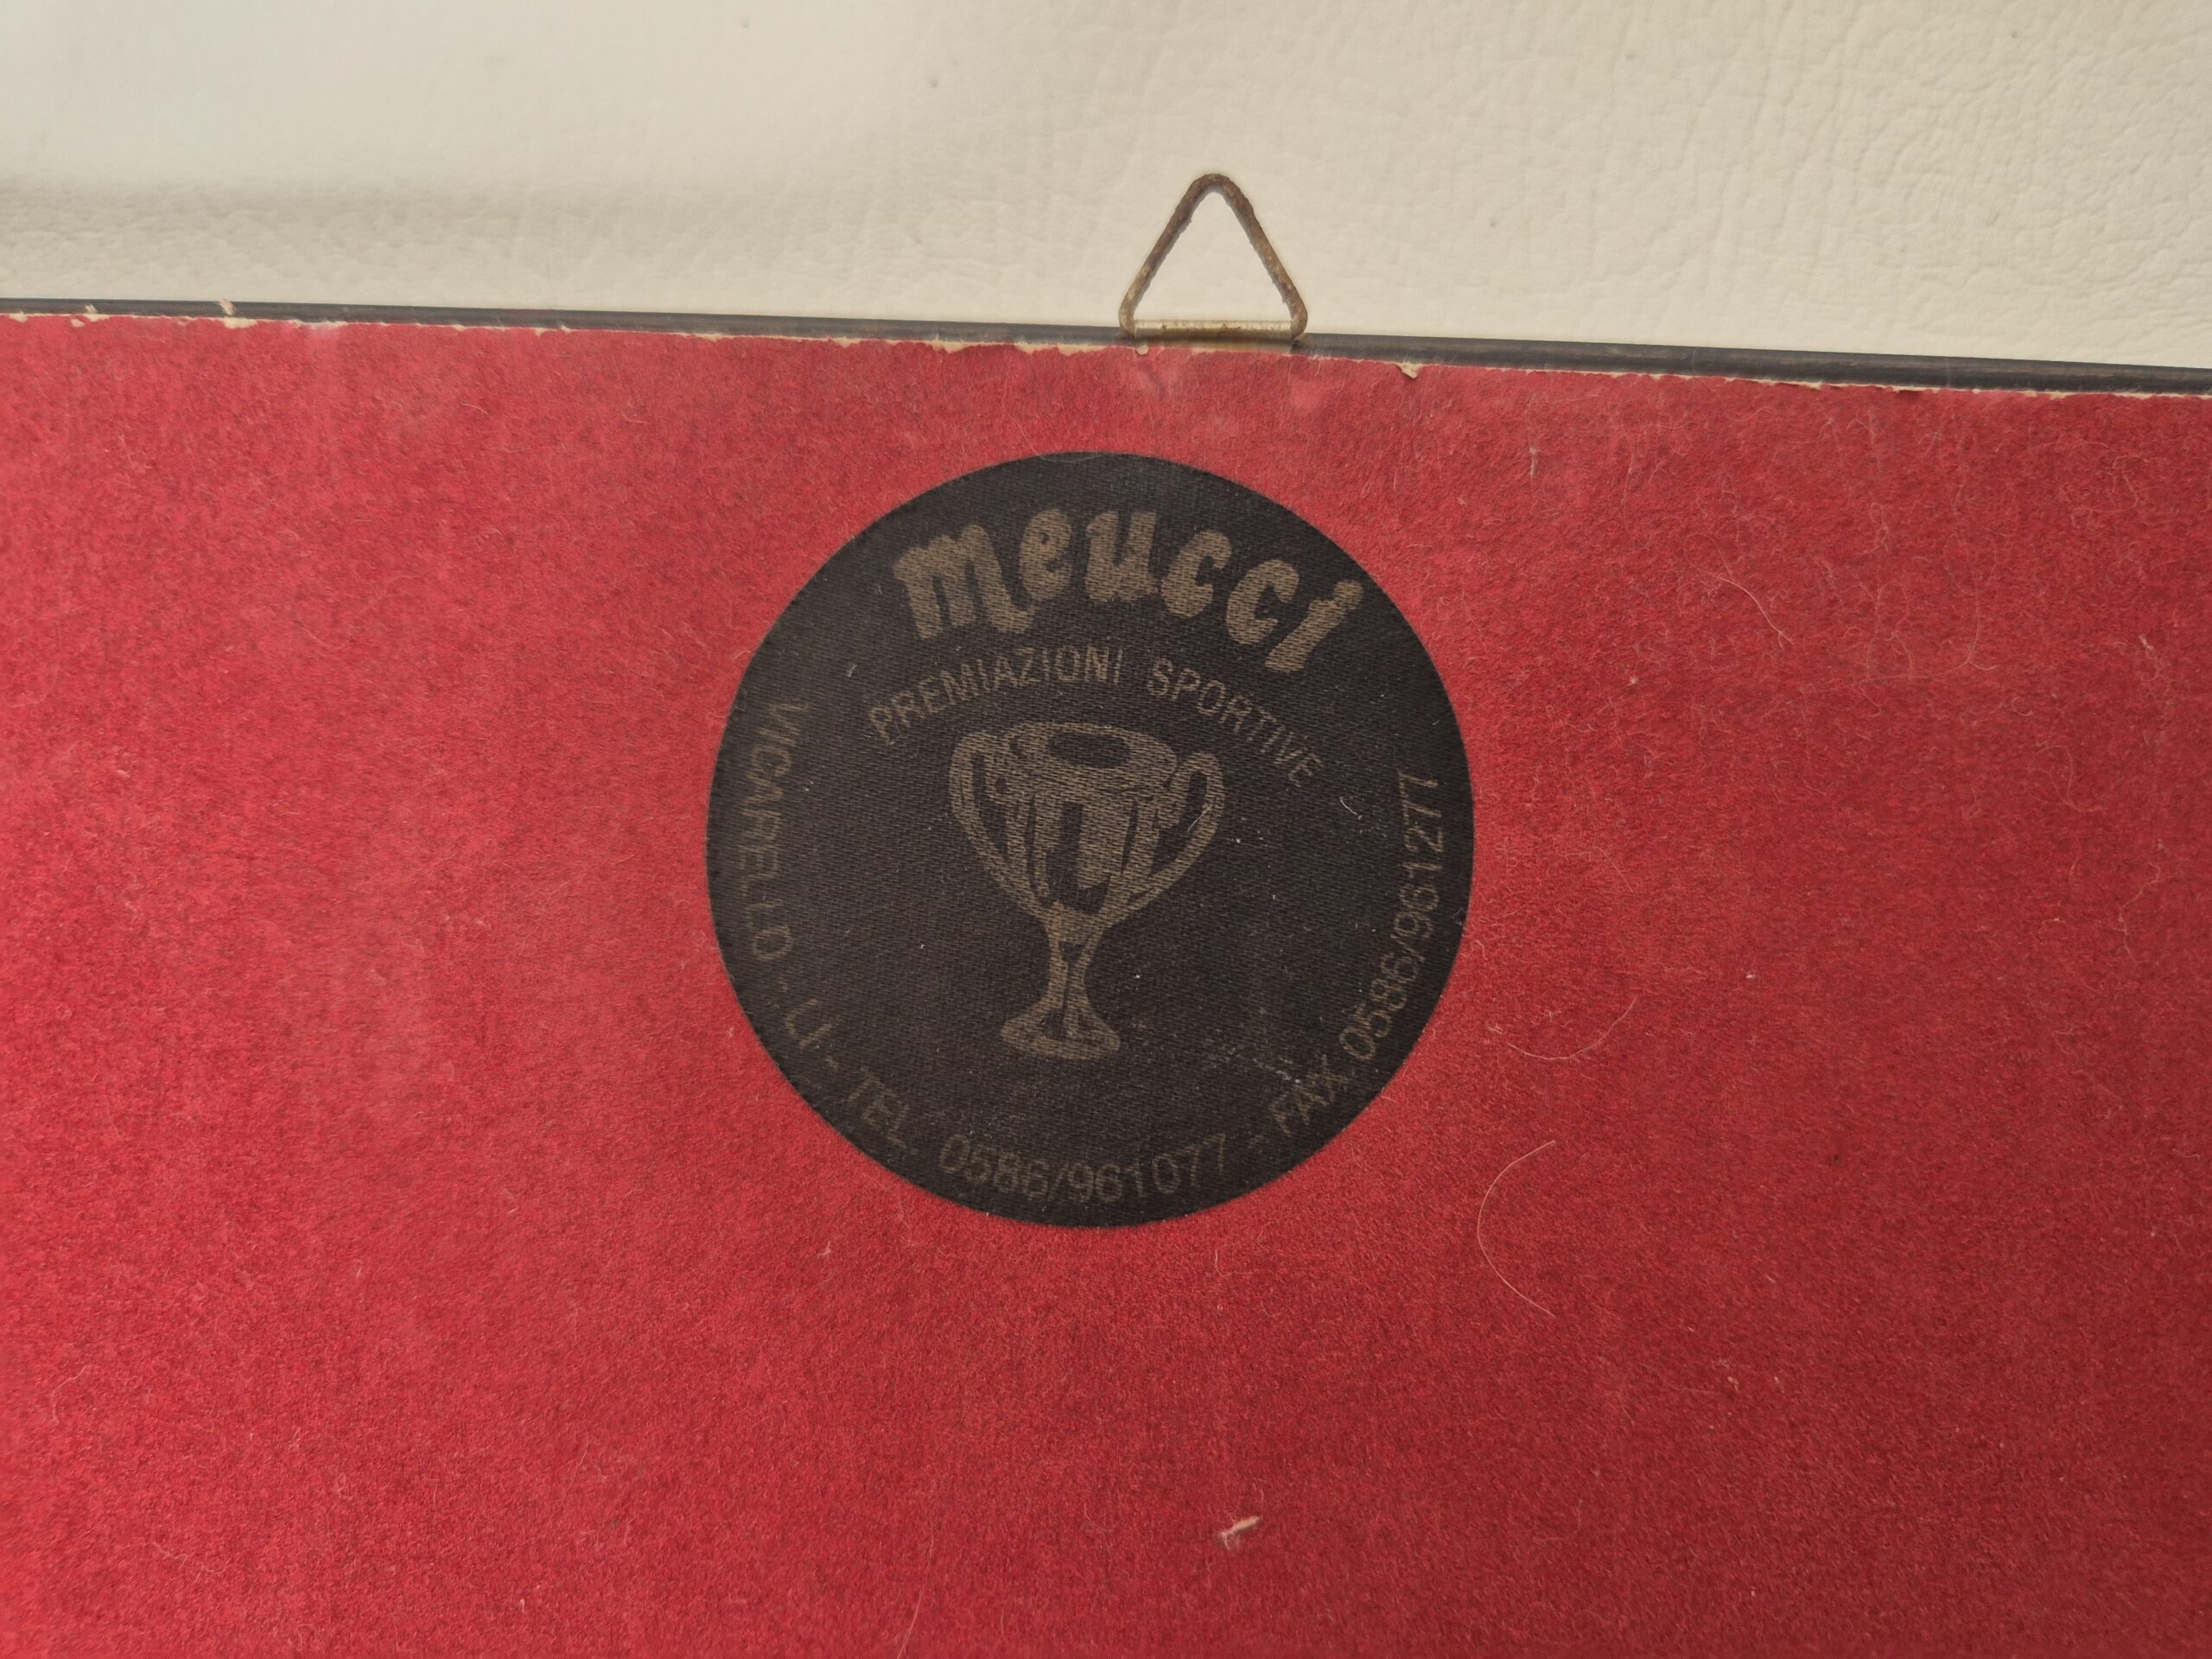 meucci
PREMIAZIONI SPORTIVE
VICARELLO - LI - TEL. 0586/961077 - FAX. 0586/961277